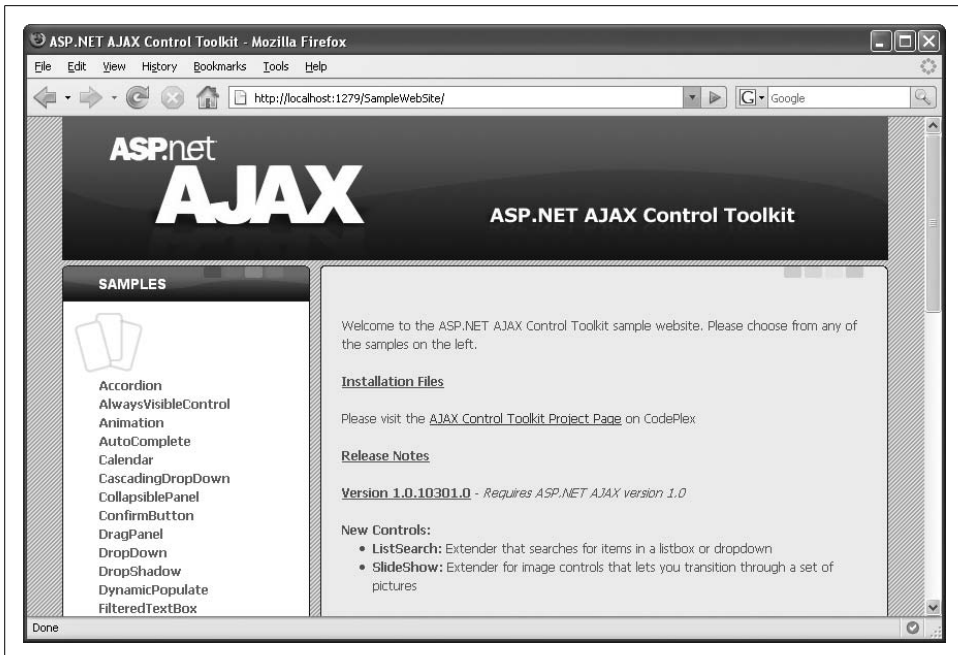 ASP.NET AJAX Control Toolkit - Mozilla Firefox
File Edit View History Bookmarks Tools Help
http://localhost:1279/SampleWebSite/
G Google
ASP.net
AJAX
ASP.NET AJAX Control Toolkit
SAMPLES
Accordion
AlwaysVisibleControl
Animation
AutoComplete
Calendar
CascadingDropDown
CollapsiblePanel
ConfirmButton
DragPanel
DropDown
DropShadow
DynamicPopulate
FilteredTextBox
Welcome to the ASP.NET AJAX Control Toolkit sample website. Please choose from any of
the samples on the left.
Installation Files
Please visit the AJAX Control Toolkit Project Page on CodePlex
Release Notes
Version 1.0.10301.0 - Requires ASP.NET AJAX version 1.0
New Controls:
• ListSearch: Extender that searches for items in a listbox or dropdown
• SlideShow: Extender for image controls that lets you transition through a set of
pictures
Done